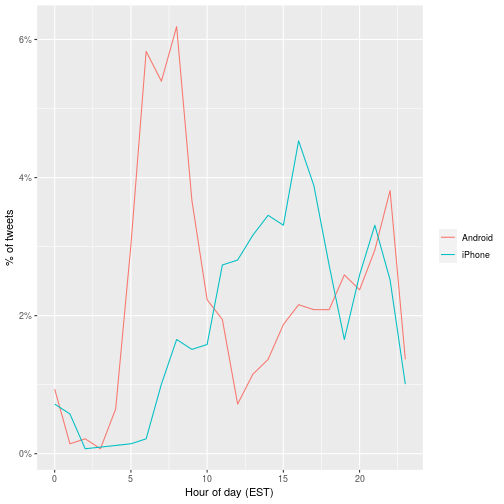 6%
4%
2%
0%
% of tweets
0 5 10 15 20
Hour of day (EST)
Android
iPhone